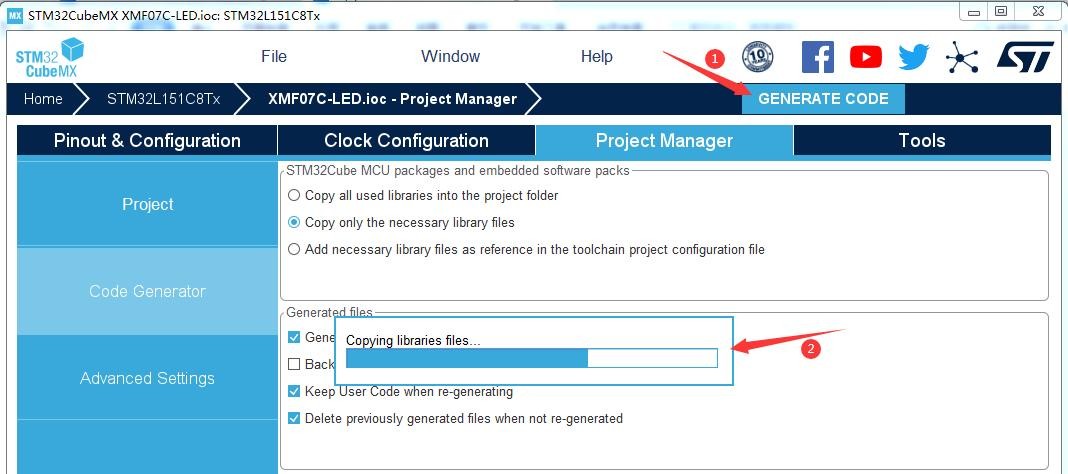 MX STM32CubeMX XMF07C-LED.ioc: STM32L151C8Tx
STM32
CubeMX
File
Window
Help
1
10
YEARS
ST
Home
STM32L151C8Tx
XMF07C-LED.ioc - Project Manager
GENERATE CODE
Pinout & Configuration
Clock Configuration
Project Manager
Tools
Project
Code Generator
Advanced Settings
STM32Cube MCU packages and embedded software packs
Copy all used libraries into the project folder
Copy only the necessary library files
Add necessary library files as reference in the toolchain project configuration file
Generated files
Gene
Back
Copying libraries files...
2
Keep User Code when re-generating
Delete previously generated files when not re-generated